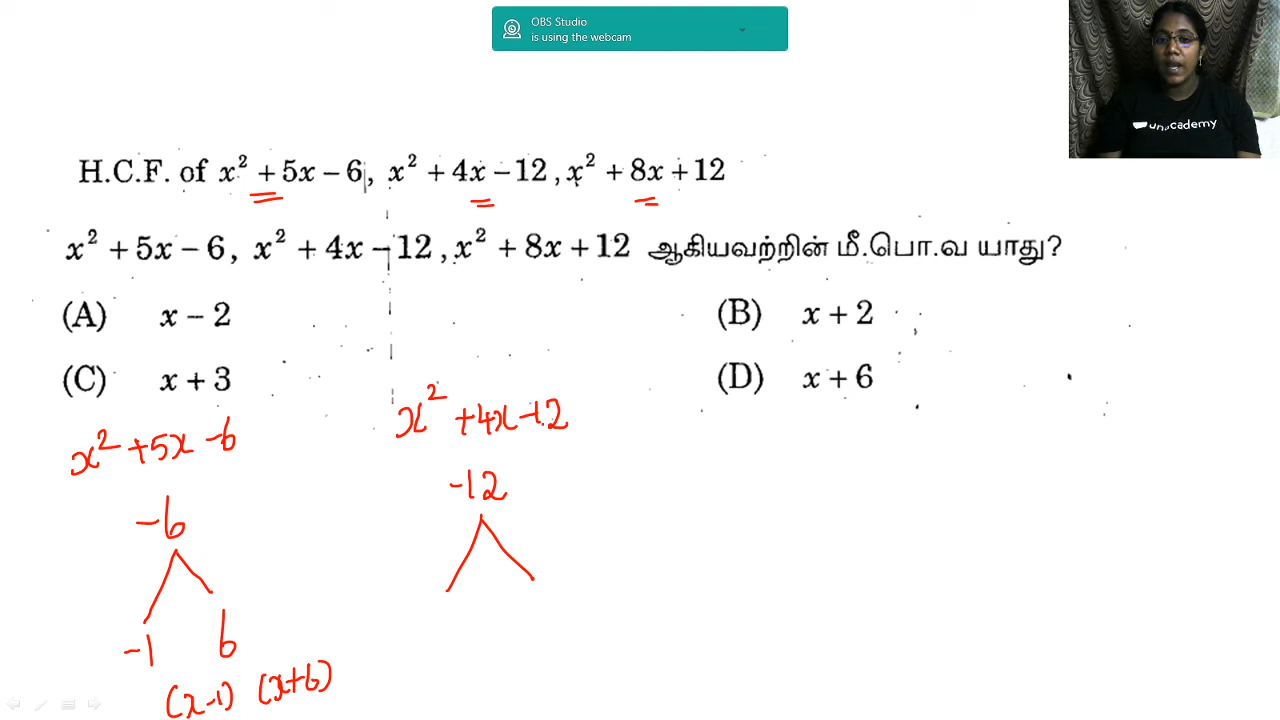 OBS Studio
is using the webcam
unacademy
H.C.F. of x² + 5x − 6, x² + 4x − 12, x² + 8x + 12
x² + 5x − 6, x² + 4x − 12, x² + 8x + 12 ஆகியவற்றின் மீ.பொ.வ யாது?
(A) x − 2 (B) x + 2
(C) x + 3 (D) x + 6
x² + 5x − 6 x² + 4x − 12
−6 −12
−1 6
(x−1) (x+6)